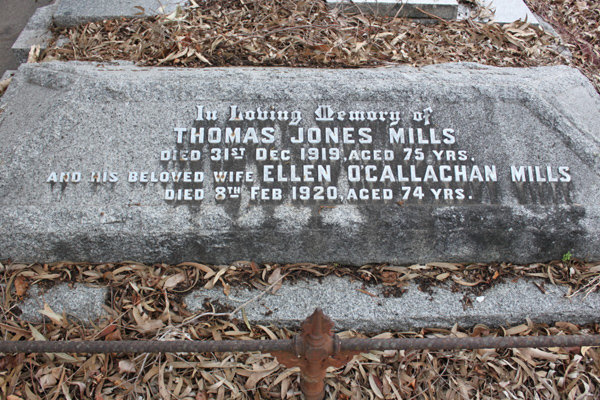 In Loving Memory of
THOMAS JONES MILLS
DIED 31ST DEC 1919, AGED 75 YRS.
AND HIS BELOVED WIFE ELLEN O'CALLACHAN MILLS
DIED 8TH FEB 1920, AGED 74 YRS.